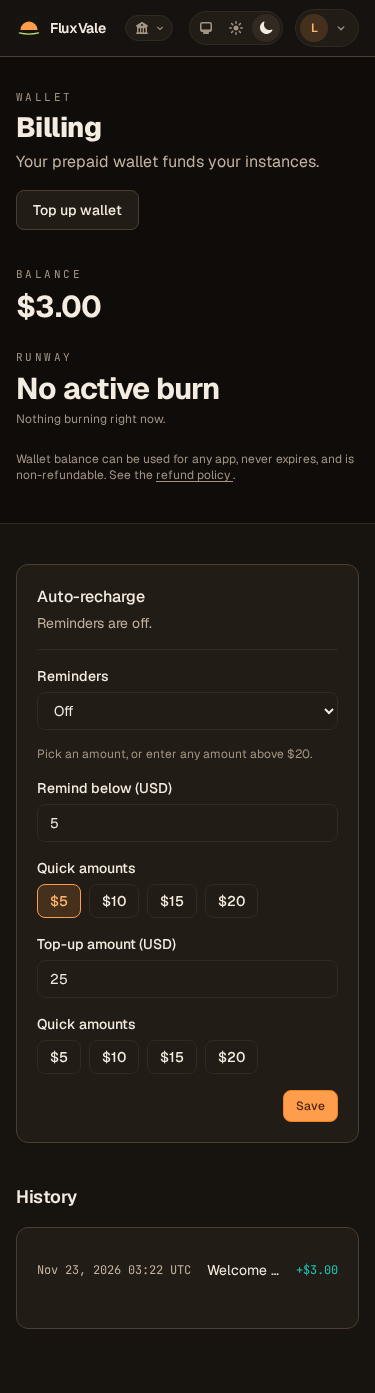 FluxVale
L
WALLET
Billing
Your prepaid wallet funds your instances.
Top up wallet
BALANCE
$3.00
RUNWAY
No active burn
Nothing burning right now.
Wallet balance can be used for any app, never expires, and is
non-refundable. See the refund policy .
Auto-recharge
Reminders are off.
Reminders
Off
Pick an amount, or enter any amount above $20.
Remind below (USD)
5
Quick amounts
$5 $10 $15 $20
Top-up amount (USD)
25
Quick amounts
$5 $10 $15 $20
Save
History
Nov 23, 2026 03:22 UTC Welcome … +$3.00